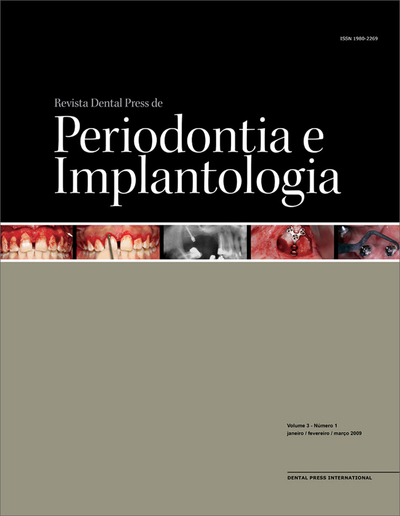 ISSN 1980-2269
Revista Dental Press de
Periodontia e
Implantologia
Volume 3 - Número 1
janeiro / fevereiro / março 2009
DENTAL PRESS INTERNATIONAL